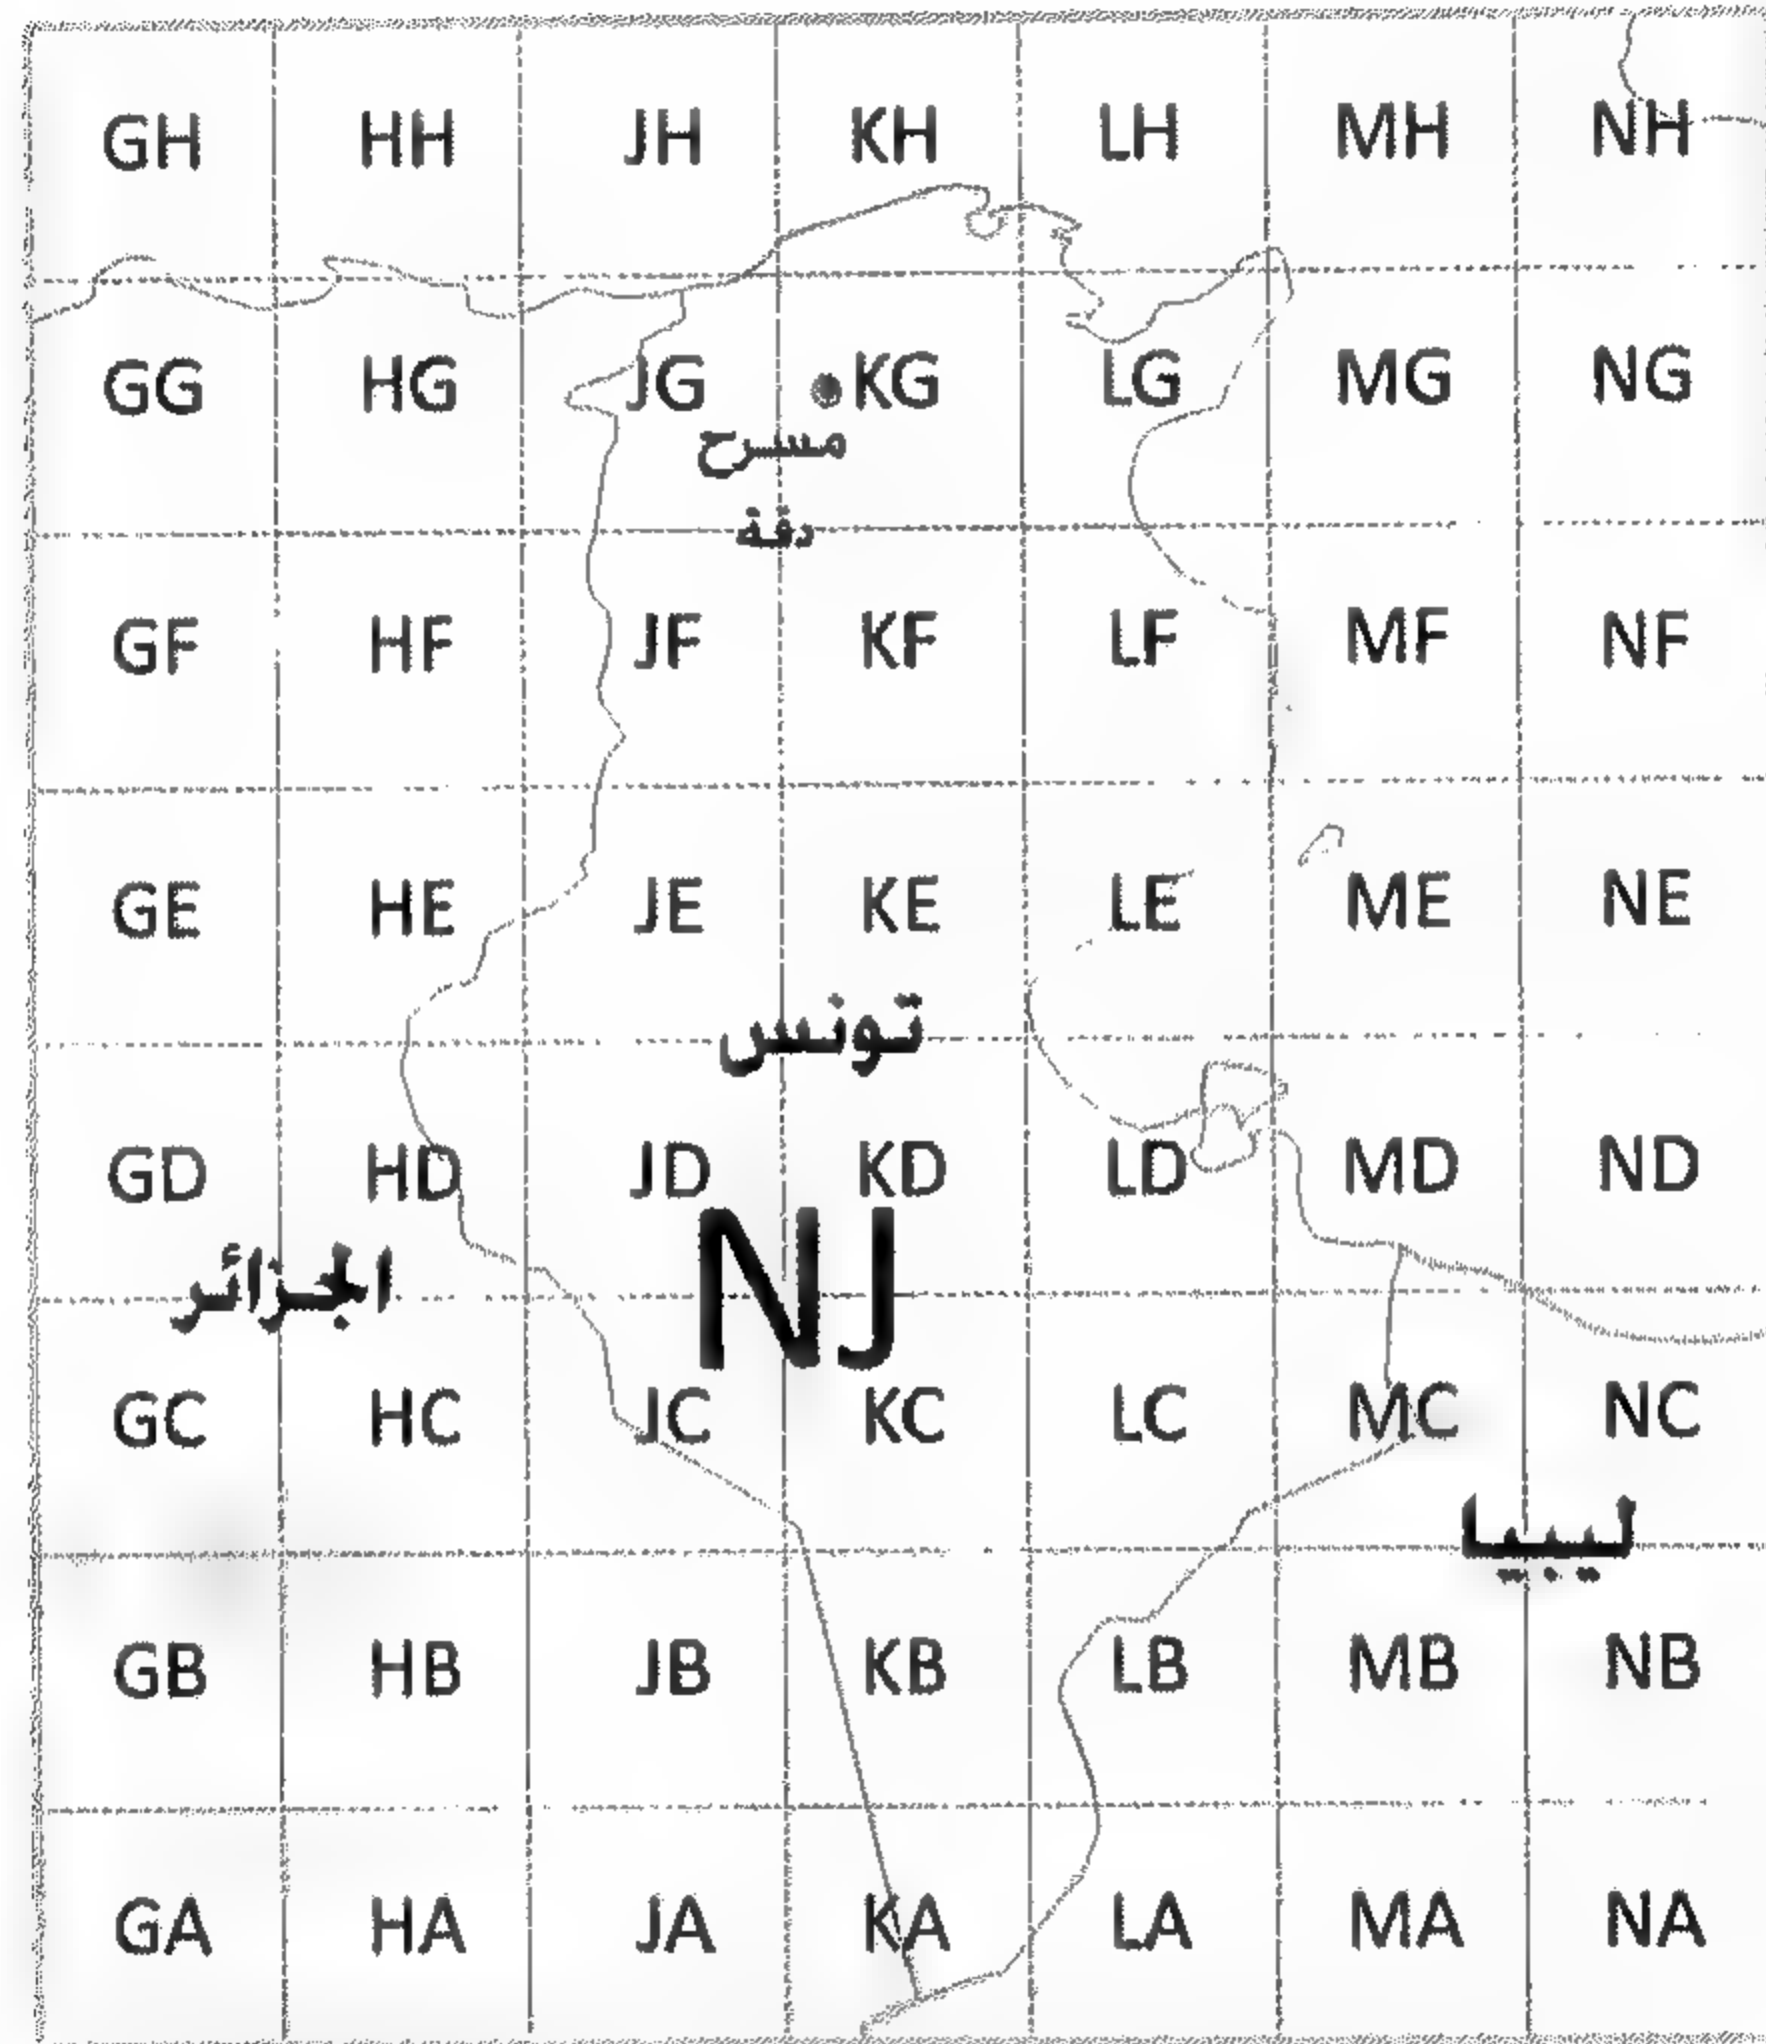 GH HH JH KH LH MH NH
GG HG JG KG LG MG NG
مسرح
دقة
GF HF JF KF LF MF NF
GE HE JE KE LE ME NE
تونس
GD HD JD KD LD MD ND
NJ
الجزائر
GC HC JC KC LC MC NC
ليبيا
GB HB JB KB LB MB NB
GA HA JA KA LA MA NA